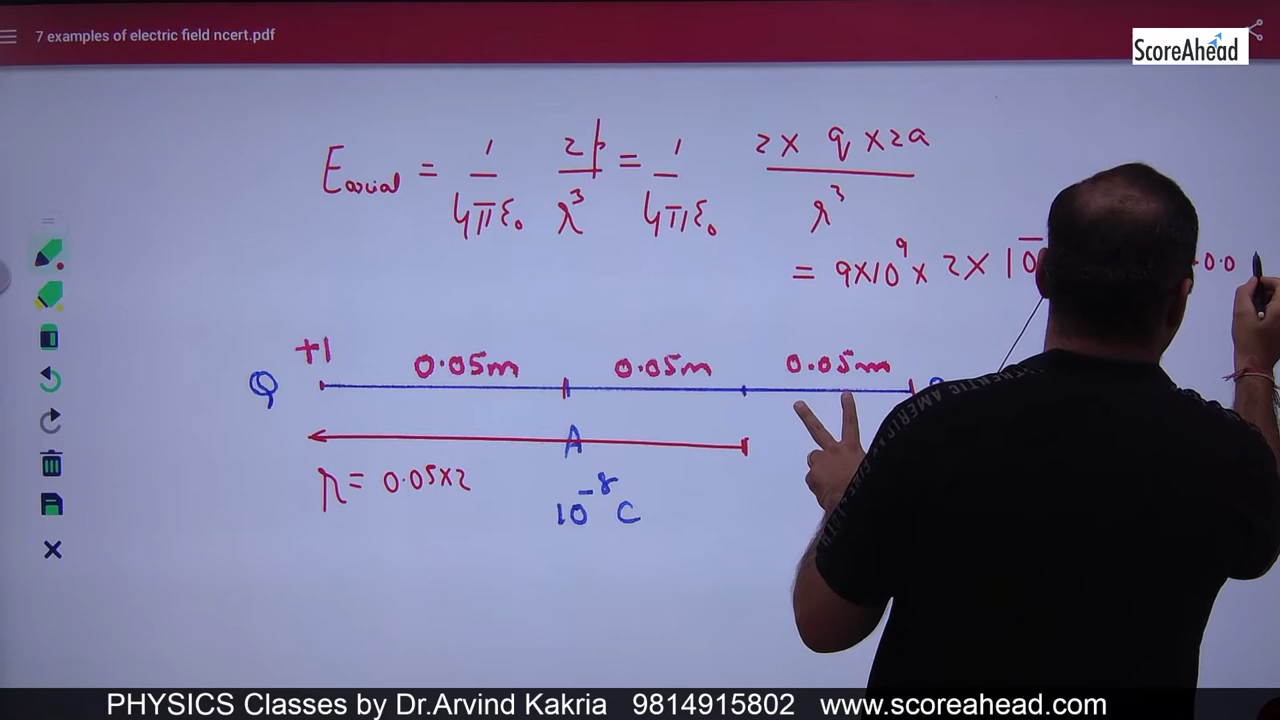 7 examples of electric field ncert.pdf
ScoreAhead
E axial = 1/4πε₀ 2p/r³ = 1/4πε₀ 2 × q × 2a/r³
= 9×10⁹ × 2 × 10⁻ 0.0
+1 0.05m 0.05m 0.05m
Q
A
r = 0.05×2
10⁻⁸ C
PHYSICS Classes by Dr.Arvind Kakria 9814915802 www.scoreahead.com